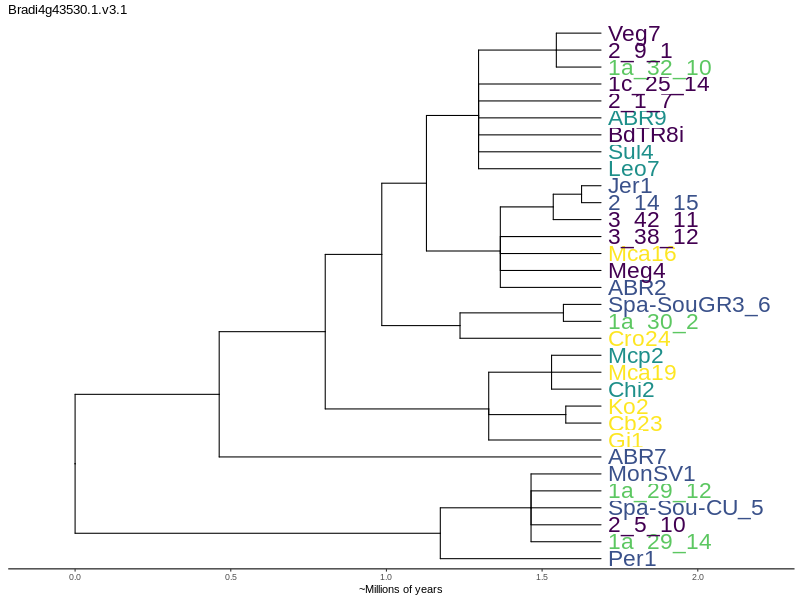 Bradi4g43530.1.v3.1
Veg7
2_9_1
1a_32_10
1c_25_14
2_1_7
ABR9
BdTR8i
Sul4
Leo7
Jer1
2_14_15
3_42_11
3_38_12
Mca16
Meg4
ABR2
Spa-SouGR3_6
1a_30_2
Cro24
Mcp2
Mca19
Chi2
Ko2
Cb23
Gi1
ABR7
MonSV1
1a_29_12
Spa-Sou-CU_5
2_5_10
1a_29_14
Per1
0.0 0.5 1.0 1.5 2.0
~Millions of years